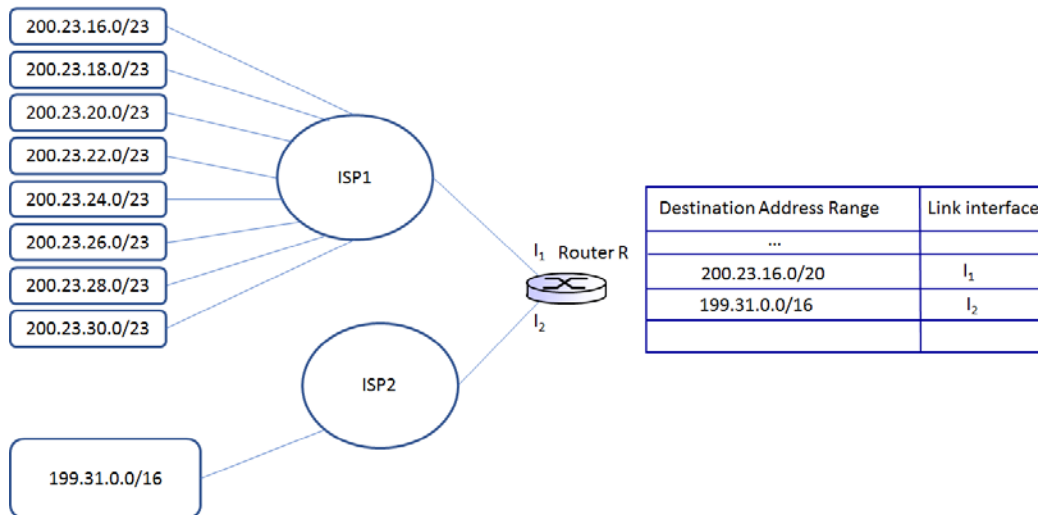 200.23.16.0/23
200.23.18.0/23
200.23.20.0/23
200.23.22.0/23
200.23.24.0/23
200.23.26.0/23
200.23.28.0/23
200.23.30.0/23
ISP1
I1 Router R
I2
ISP2
199.31.0.0/16
Destination Address Range Link interface
...
200.23.16.0/20 I1
199.31.0.0/16 I2